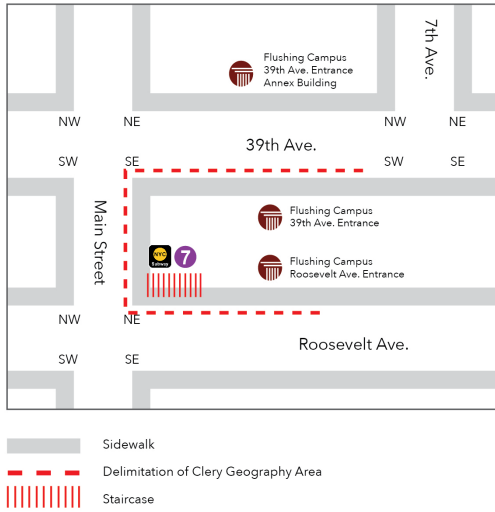 7th Ave.
Flushing Campus
39th Ave. Entrance
Annex Building
NW
NE
NW
NE
39th Ave.
SW
SE
SW
SE
Main Street
Flushing Campus
39th Ave. Entrance
NYC
Subway
7
Flushing Campus
Roosevelt Ave. Entrance
NW
NE
Roosevelt Ave.
SW
SE
Sidewalk
Delimitation of Clery Geography Area
Staircase